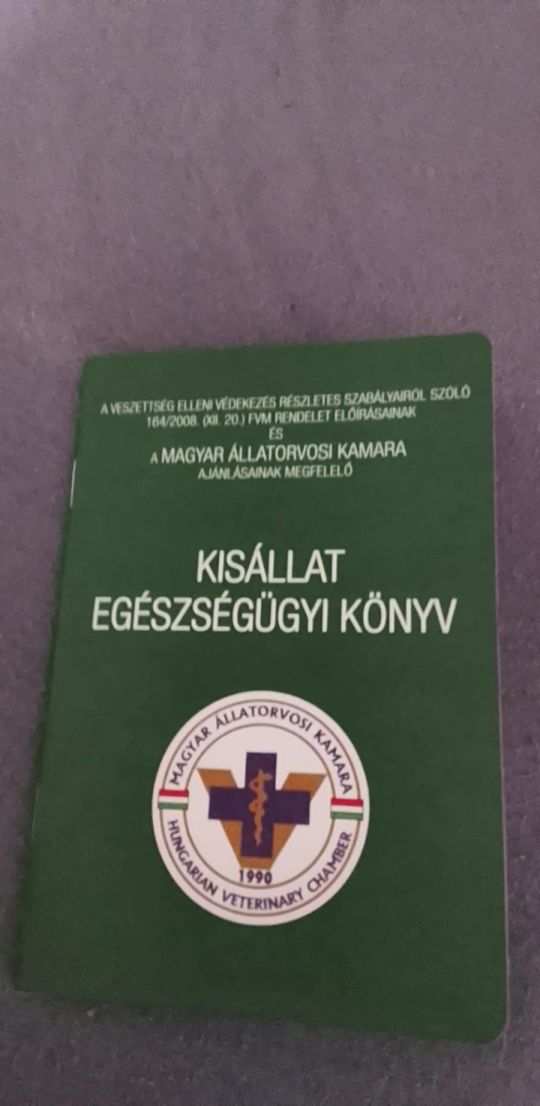 A VESZETTSÉG ELLENI VÉDEKEZÉS RÉSZLETES SZABÁLYAIRÓL SZÓLÓ
164/2008. (XII. 20.) FVM RENDELET ELŐÍRÁSAINAK
ÉS
A MAGYAR ÁLLATORVOSI KAMARA
AJÁNLÁSAINAK MEGFELELŐ
KISÁLLAT
EGÉSZSÉGÜGYI KÖNYV
MAGYAR ÁLLATORVOSI KAMARA
1990
HUNGARIAN VETERINARY CHAMBER